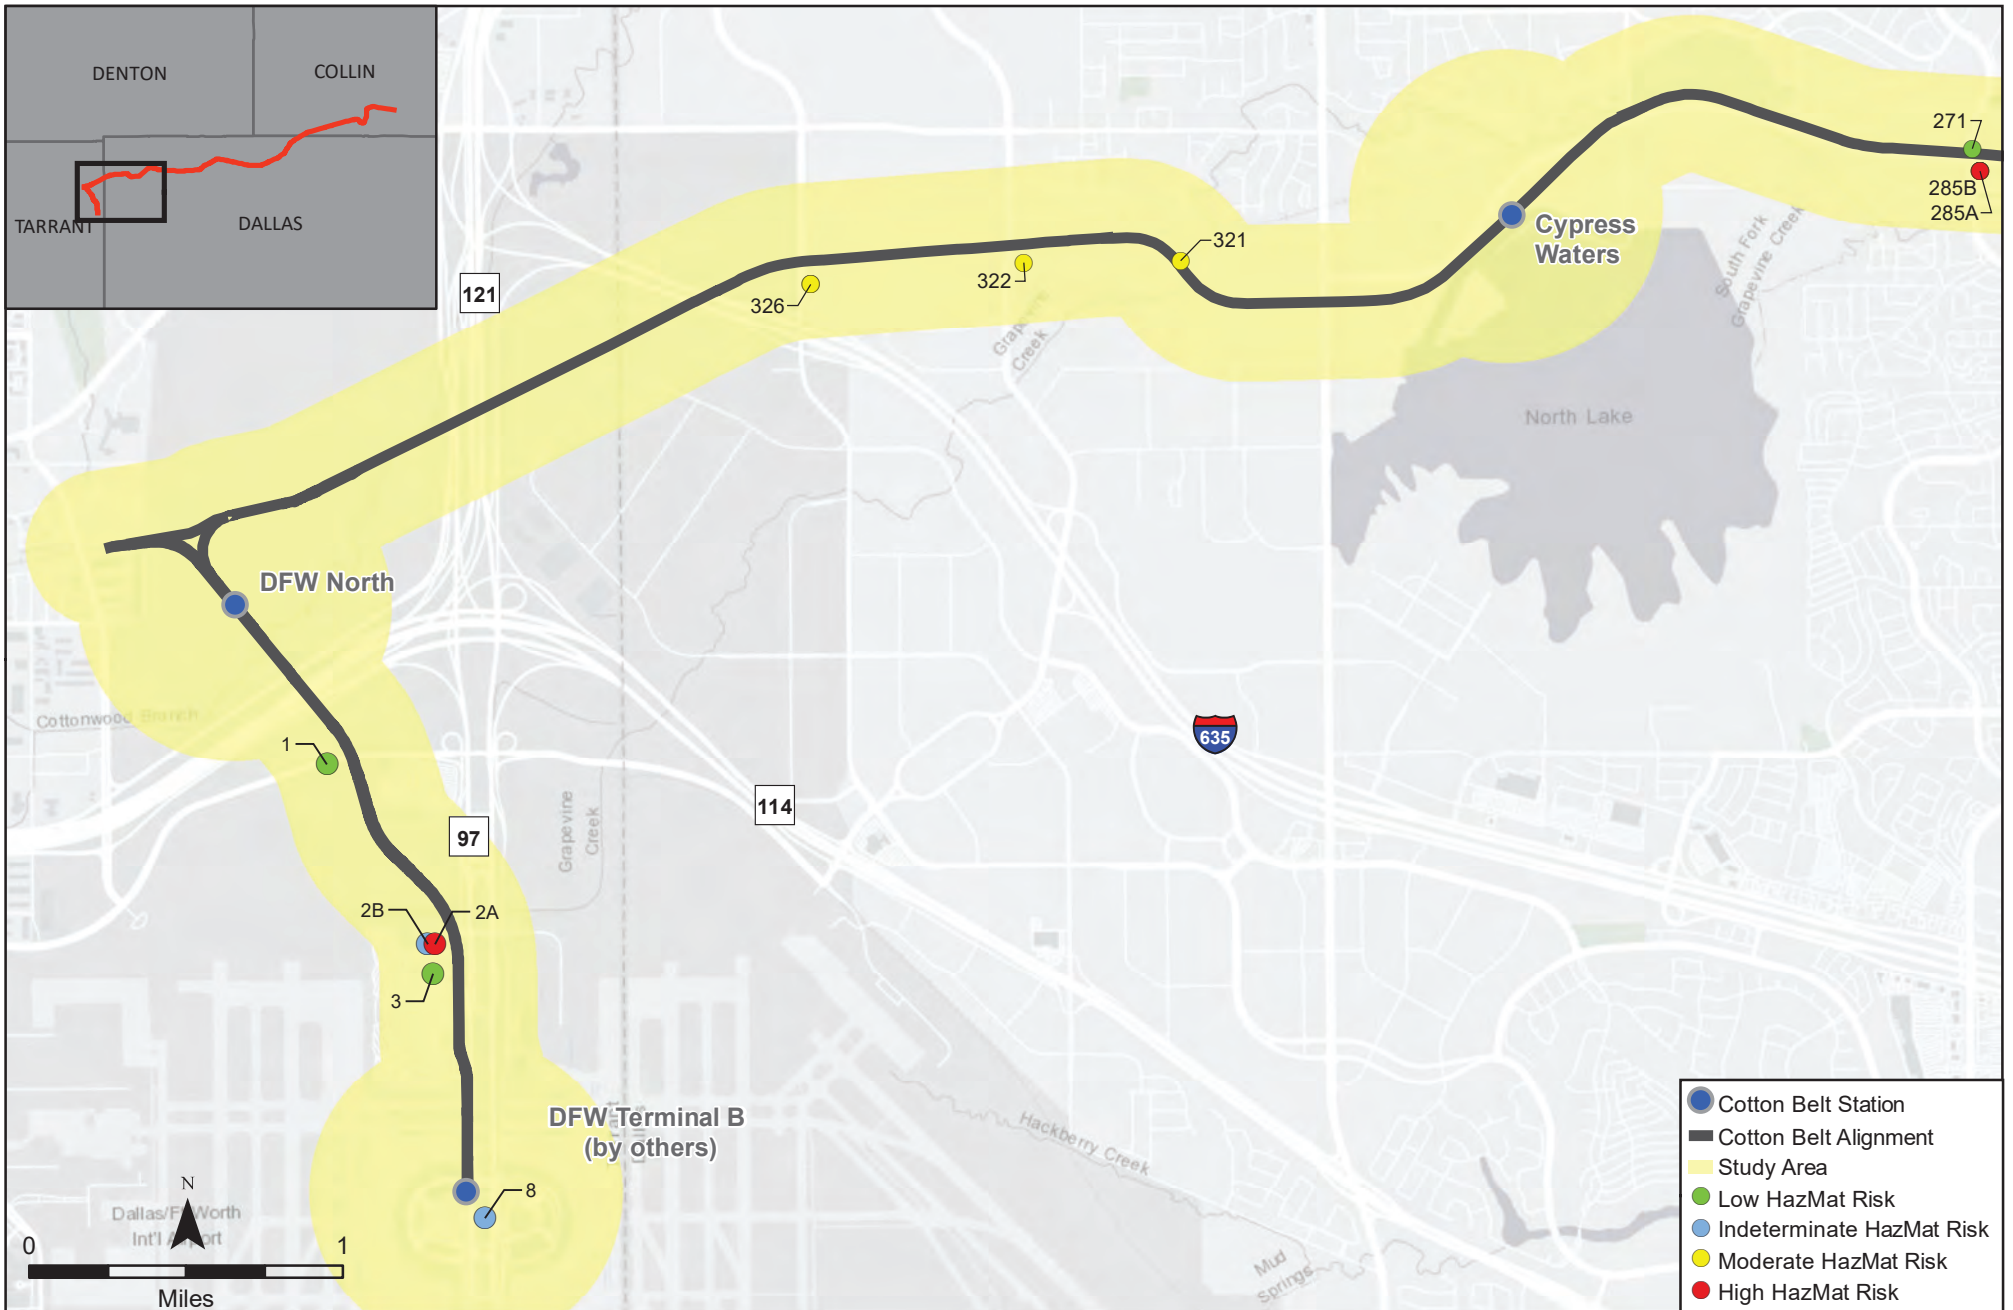 DENTON
COLLIN
TARRANT
DALLAS
121
326
322
321
271
285B
285A
Cypress
Waters
South Fork
Grapevine Creek
Grapevine
Creek
North Lake
DFW North
Cottonwood Branch
1
635
114
97
Grapevine
Creek
2B
2A
3
DFW Terminal B
(by others)
Tarrant
Dallas
Hackberry Creek
8
Mud
Springs
N
Dallas/Ft Worth
Int'l Airport
0
1
Miles
Cotton Belt Station
Cotton Belt Alignment
Study Area
Low HazMat Risk
Indeterminate HazMat Risk
Moderate HazMat Risk
High HazMat Risk